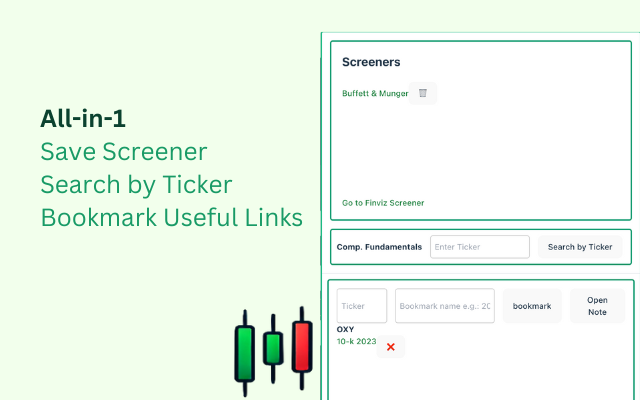 All-in-1
Save Screener
Search by Ticker
Bookmark Useful Links
Screeners
Buffett & Munger
Go to Finviz Screener
Comp. Fundamentals
Enter Ticker
Search by Ticker
Ticker
Bookmark name e.g.: 20
bookmark
Open
Note
OXY
10-k 2023